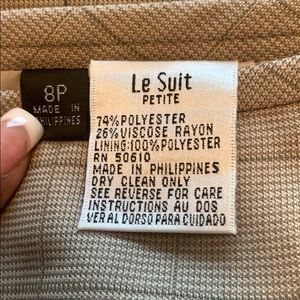 8P
MADE IN
PHILIPPINES
Le Suit
PETITE
74%POLYESTER
26%VISCOSE RAYON
LINING:100%POLYESTER
RN 50610
MADE IN PHILIPPINES
DRY CLEAN ONLY
SEE REVERSE FOR CARE
INSTRUCTIONS AU DOS
VER AL DORSO PARA CUIDADO